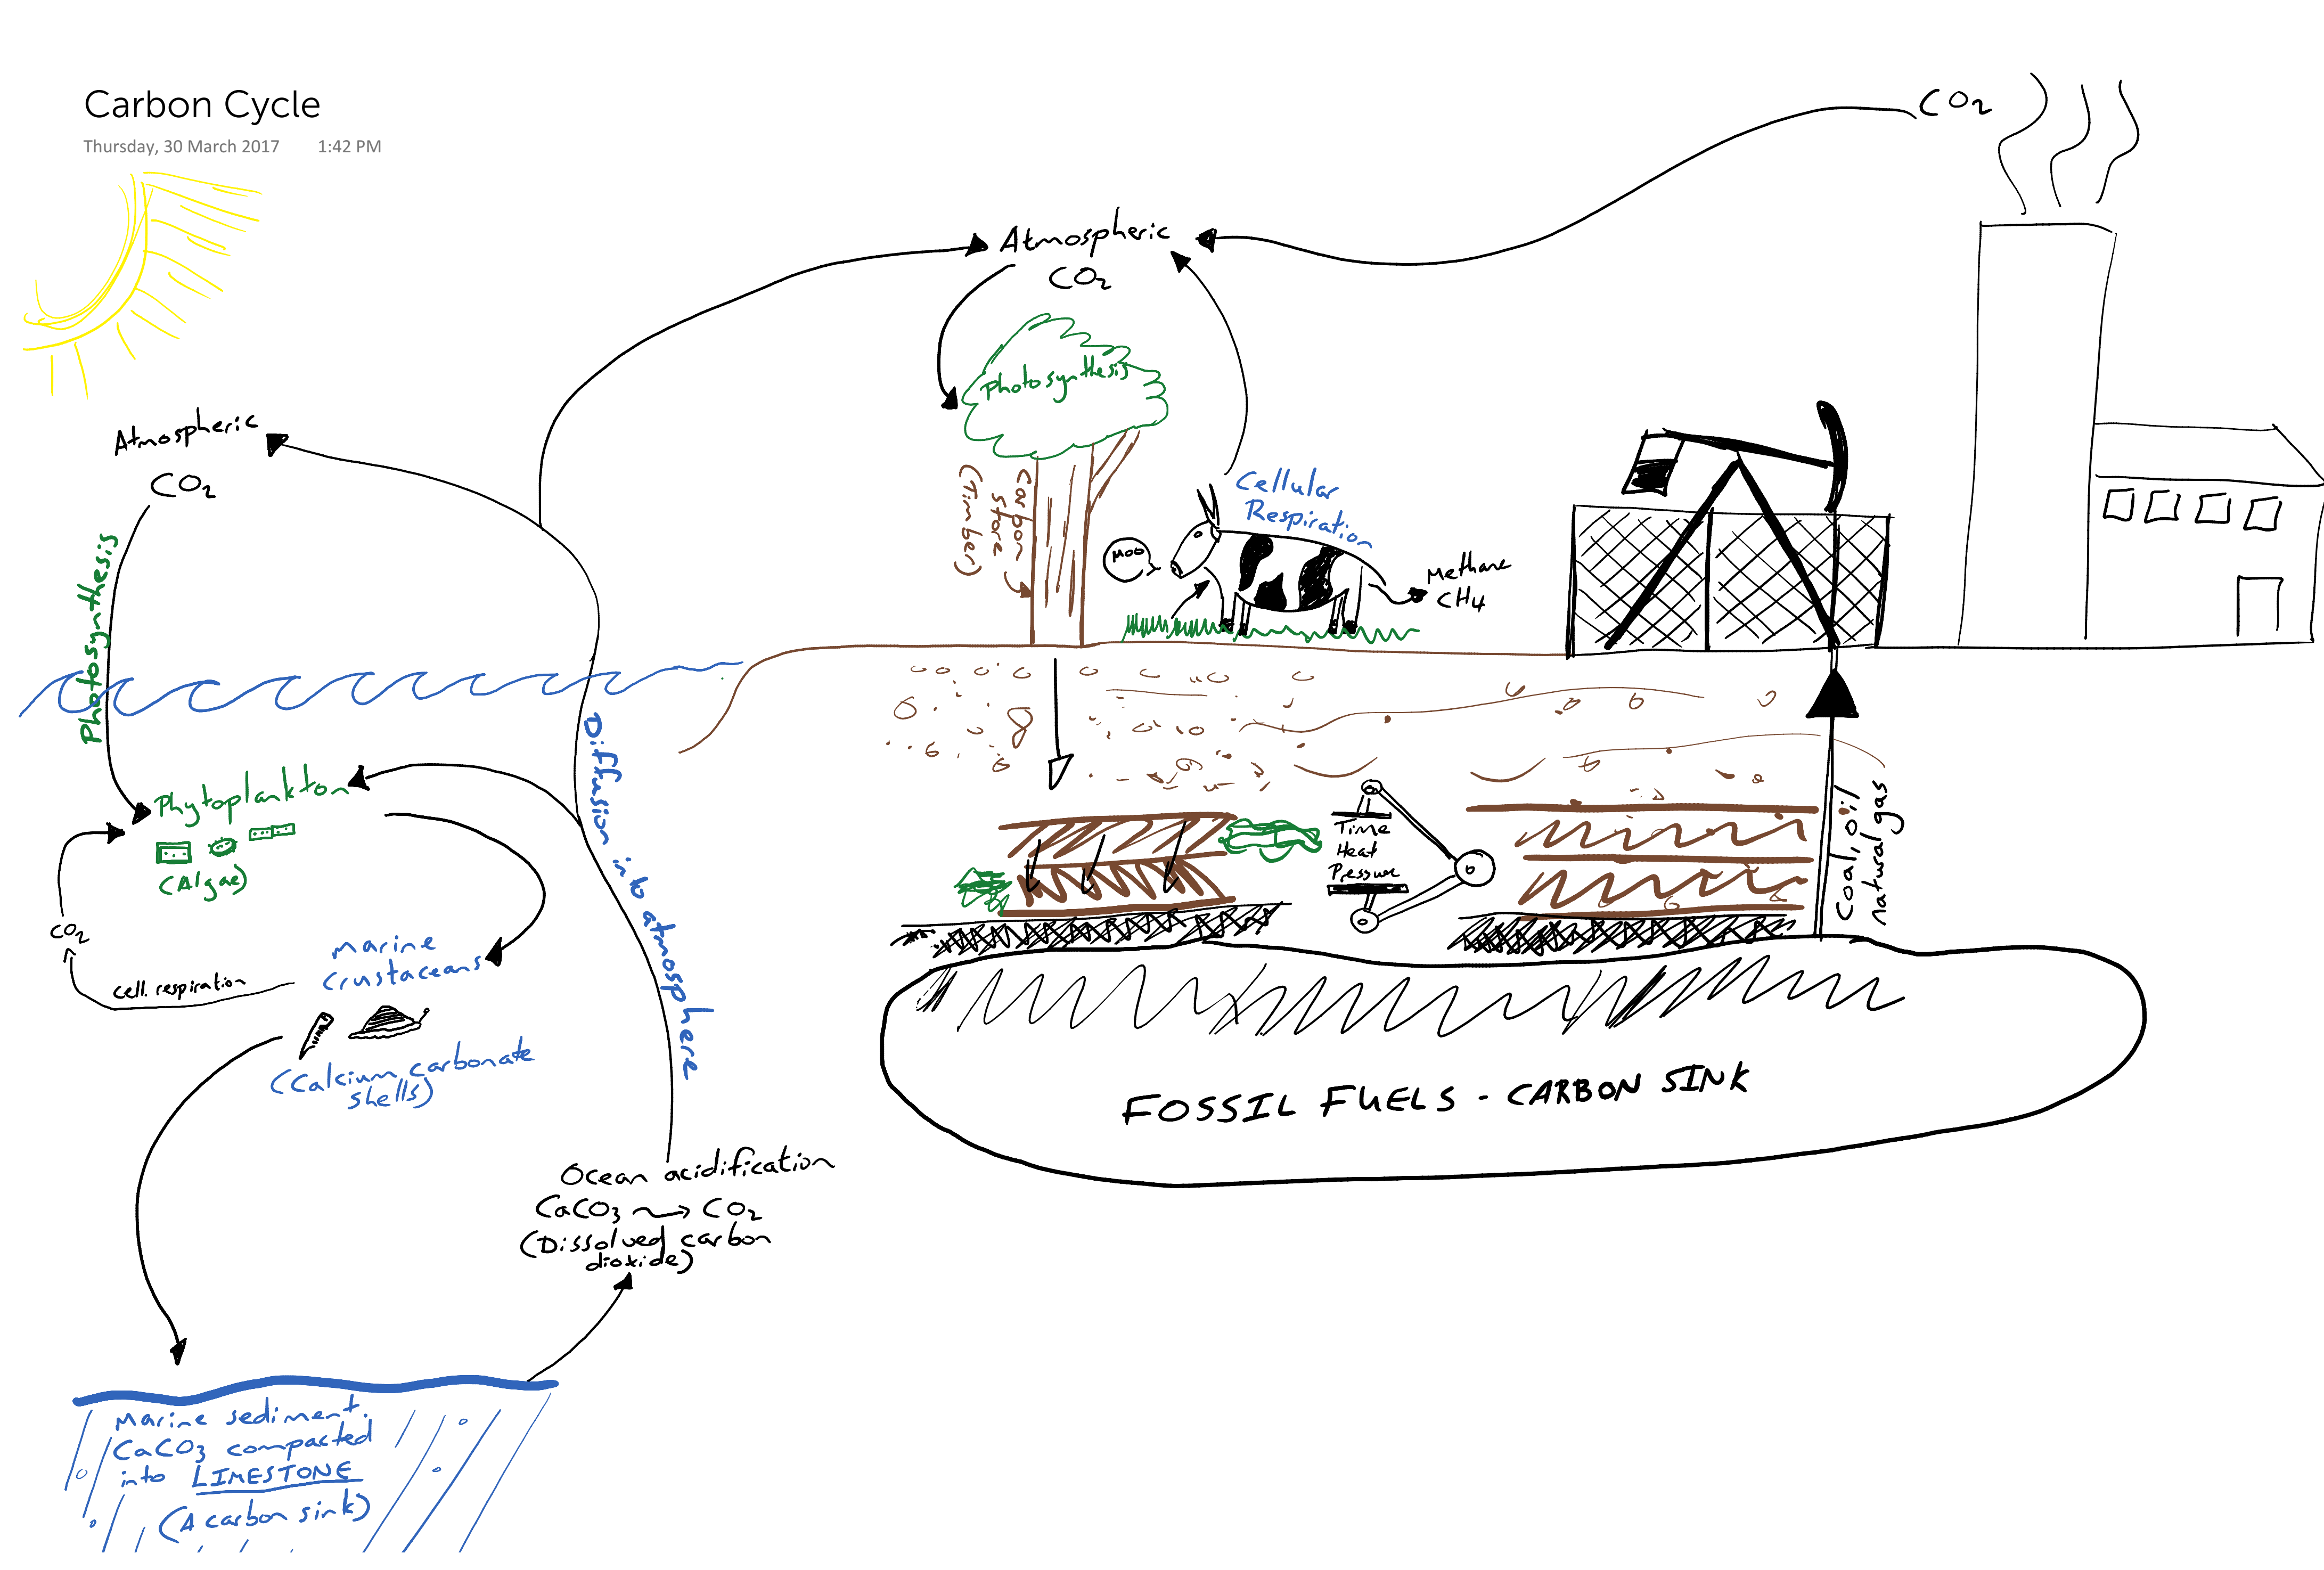 Carbon Cycle
Thursday, 30 March 2017 1:42 PM
CO2
Atmospheric
CO2
Photosynthesis
Carbon
store
(Timber)
Cellular
Respiration
MOO
Methane
CH4
Atmospheric
CO2
Photosynthesis
Phytoplankton
(Algae)
CO2
cell. respiration
Marine
Crustaceans
(Calcium carbonate
shells)
Diffusion into atmosphere
Ocean acidification
CaCO3 → CO2
(Dissolved carbon
dioxide)
Marine sediment.
CaCO3 compacted
into LIMESTONE
(A carbon sink)
Time
Heat
Pressure
Coal, oil
natural gas
FOSSIL FUELS - CARBON SINK